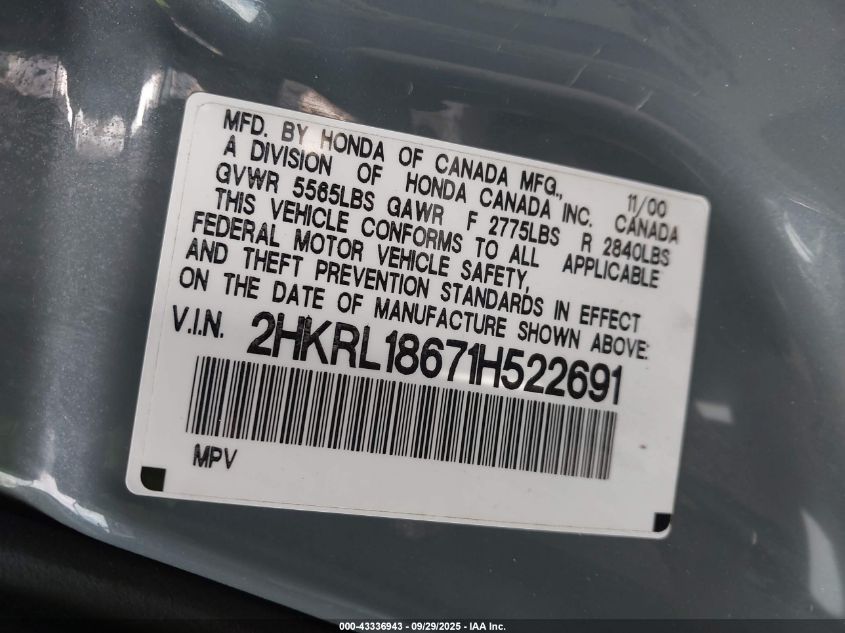 MFD. BY HONDA OF CANADA MFG., 11/00
A DIVISION OF HONDA CANADA INC. CANADA
GVWR 5565LBS GAWR F 2775LBS R 2840LBS
THIS VEHICLE CONFORMS TO ALL APPLICABLE
FEDERAL MOTOR VEHICLE SAFETY,
AND THEFT PREVENTION STANDARDS IN EFFECT
ON THE DATE OF MANUFACTURE SHOWN ABOVE:
V.I.N. 2HKRL18671H522691
MPV
000-43336943 - 09/29/2025 - IAA Inc.